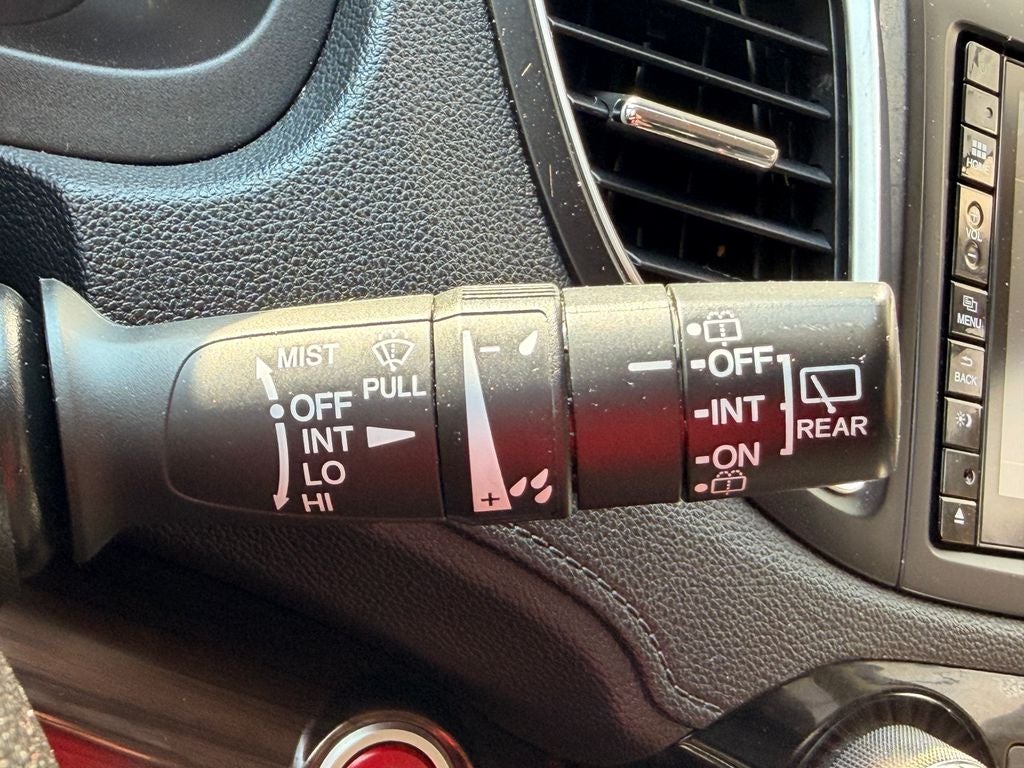 MIST
PULL
OFF
INT
LO
HI
-
+
-OFF
-INT
-ON
REAR
HOME
VOL
MENU
BACK